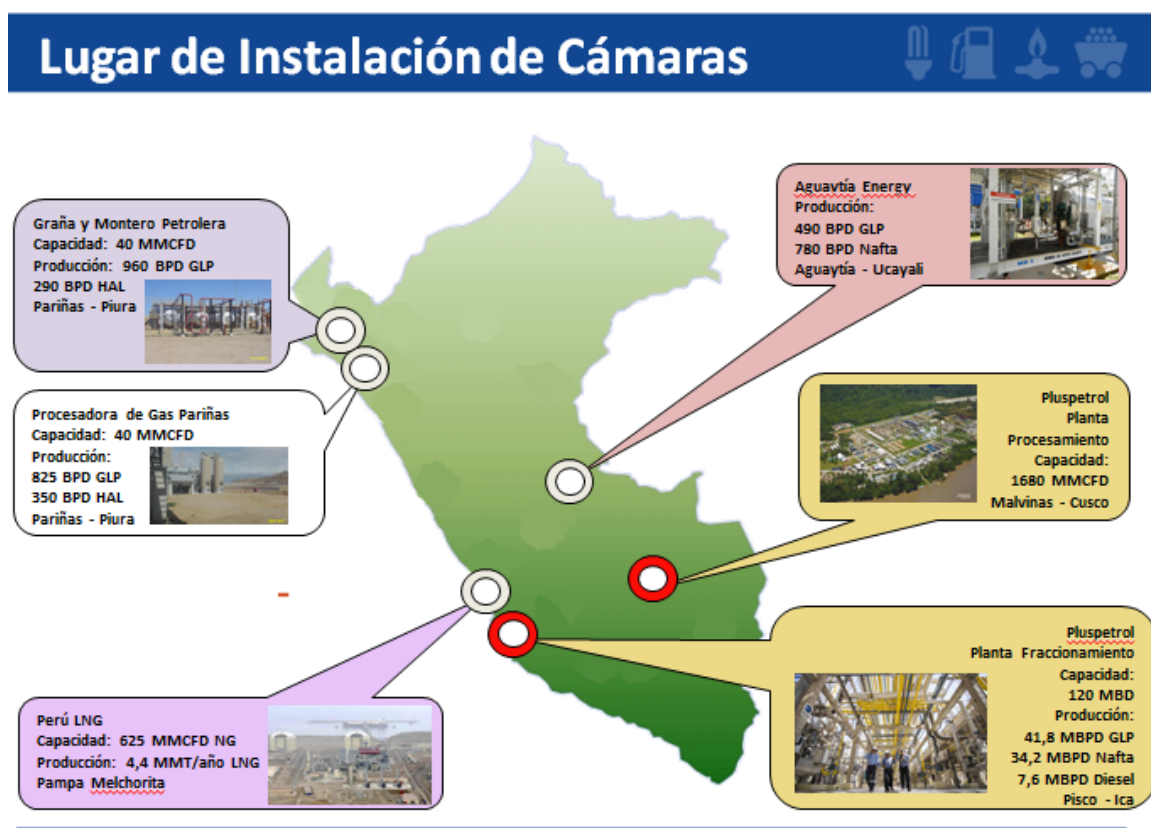 Lugar de Instalación de Cámaras
Graña y Montero Petrolera
Capacidad: 40 MMCFD
Producción: 960 BPD GLP
290 BPD HAL
Pariñas - Piura
Procesadora de Gas Pariñas
Capacidad: 40 MMCFD
Producción:
825 BPD GLP
350 BPD HAL
Pariñas - Piura
Perú LNG
Capacidad: 625 MMCFD NG
Producción: 4,4 MMT/año LNG
Pampa Melchorita
Aguaytía Energy
Producción:
490 BPD GLP
780 BPD Nafta
Aguaytía - Ucayali
Pluspetrol
Planta
Procesamiento
Capacidad:
1680 MMCFD
Malvinas - Cusco
Pluspetrol
Planta Fraccionamiento
Capacidad:
120 MBD
Producción:
41,8 MBPD GLP
34,2 MBPD Nafta
7,6 MBPD Diesel
Pisco - Ica